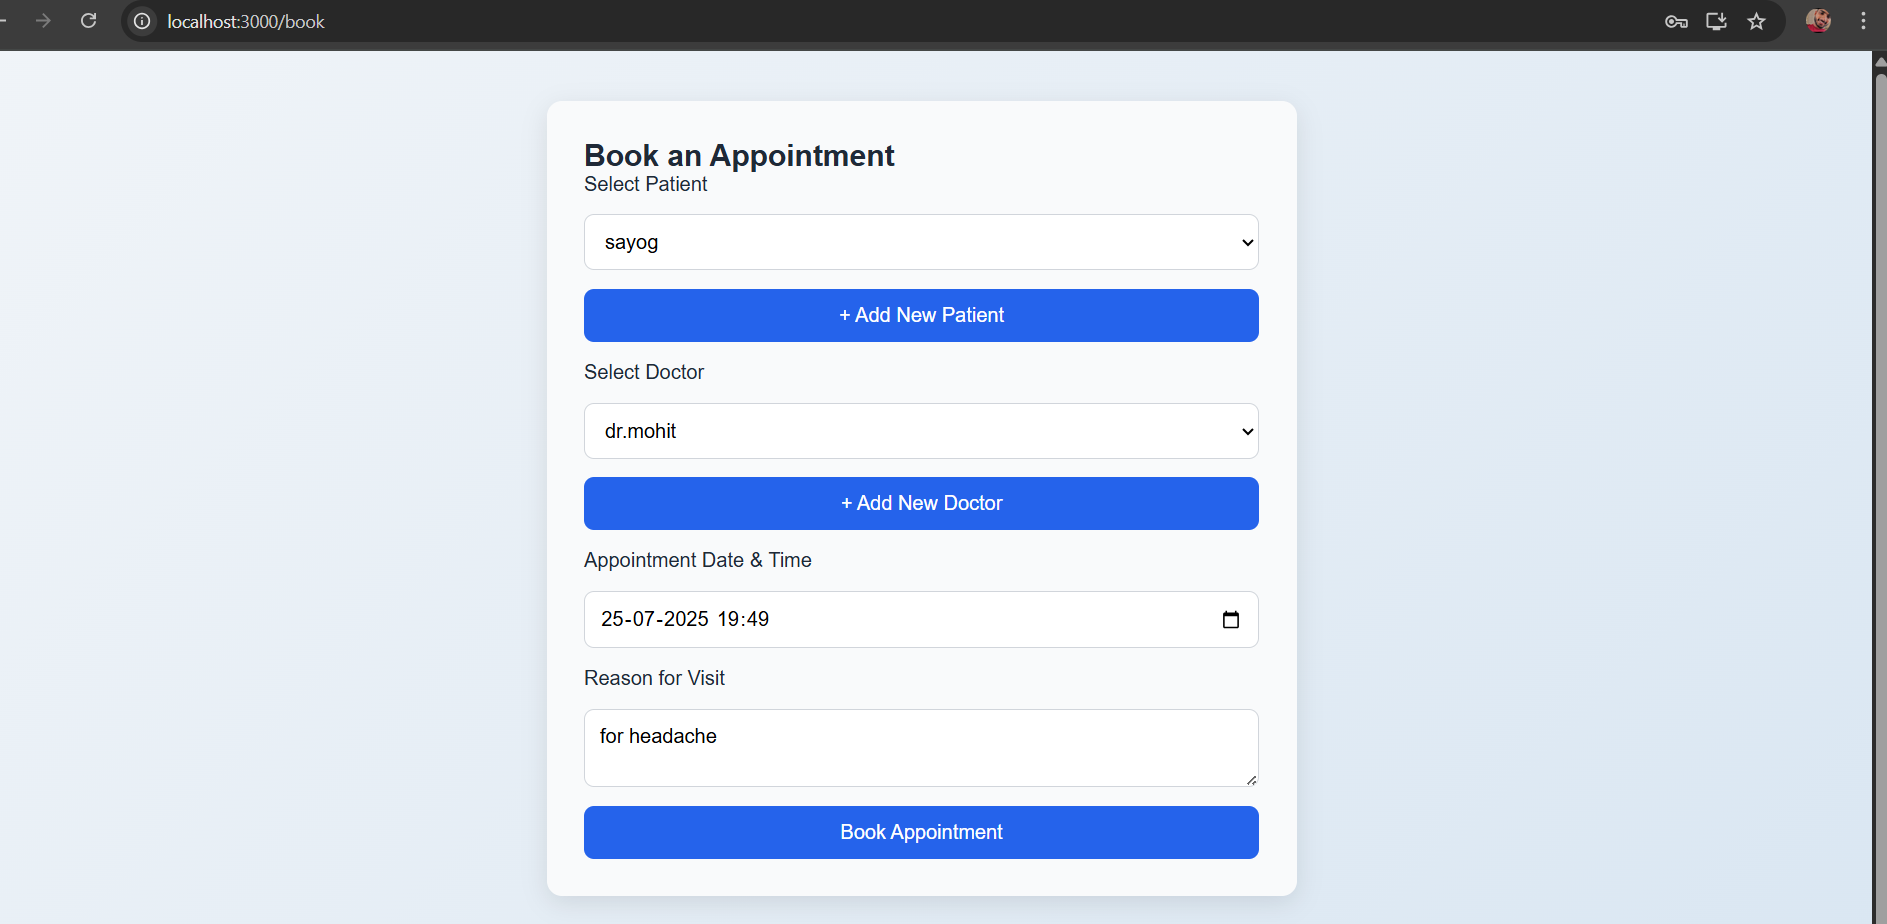 localhost:3000/book
Book an Appointment
Select Patient
sayog
+ Add New Patient
Select Doctor
dr.mohit
+ Add New Doctor
Appointment Date & Time
25-07-2025 19:49
Reason for Visit
for headache
Book Appointment